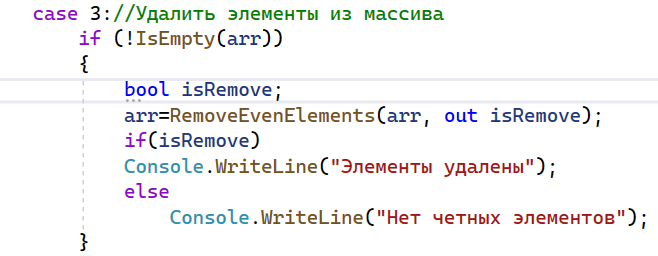 case 3://Удалить элементы из массива
if (!IsEmpty(arr))
{
bool isRemove;
arr=RemoveEvenElements(arr, out isRemove);
if(isRemove)
Console.WriteLine("Элементы удалены");
else
Console.WriteLine("Нет четных элементов");
}